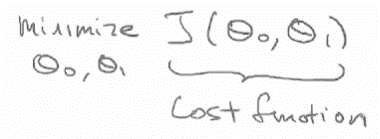 minimize J(θ₀,θ₁)
θ₀,θ₁
Cost function